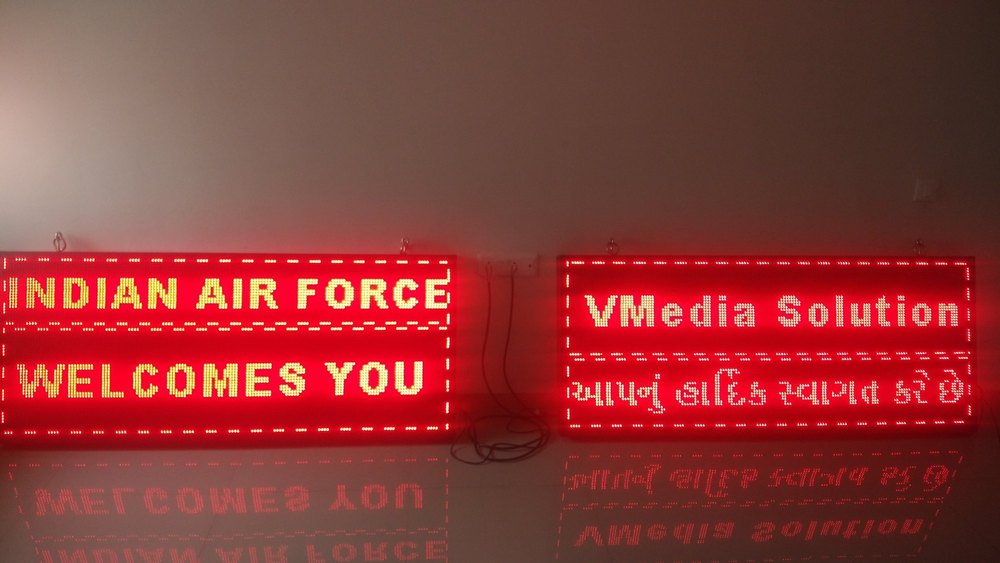 INDIAN AIR FORCE
WELCOMES YOU
VMedia Solution
આપનું હાર્દિક સ્વાગત કરે છે